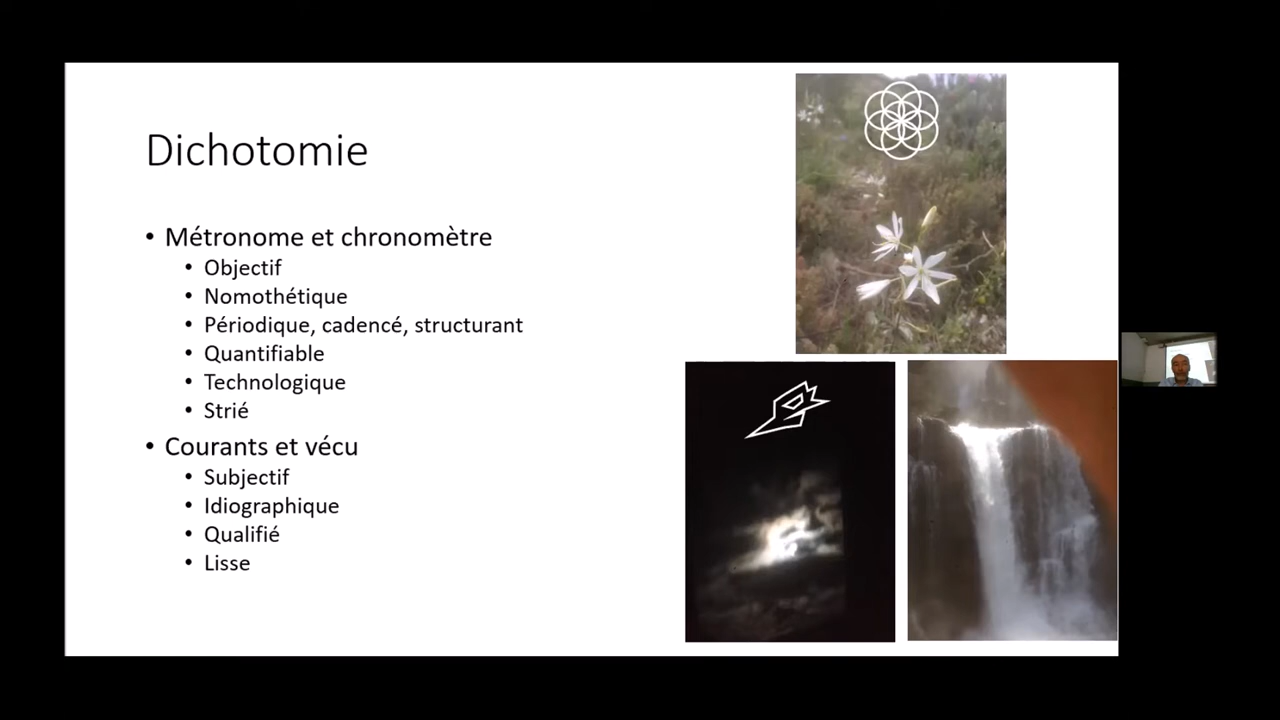 Dichotomie
• Métronome et chronomètre
• Objectif
• Nomothétique
• Périodique, cadencé, structurant
• Quantifiable
• Technologique
• Strié
• Courants et vécu
• Subjectif
• Idiographique
• Qualifié
• Lisse